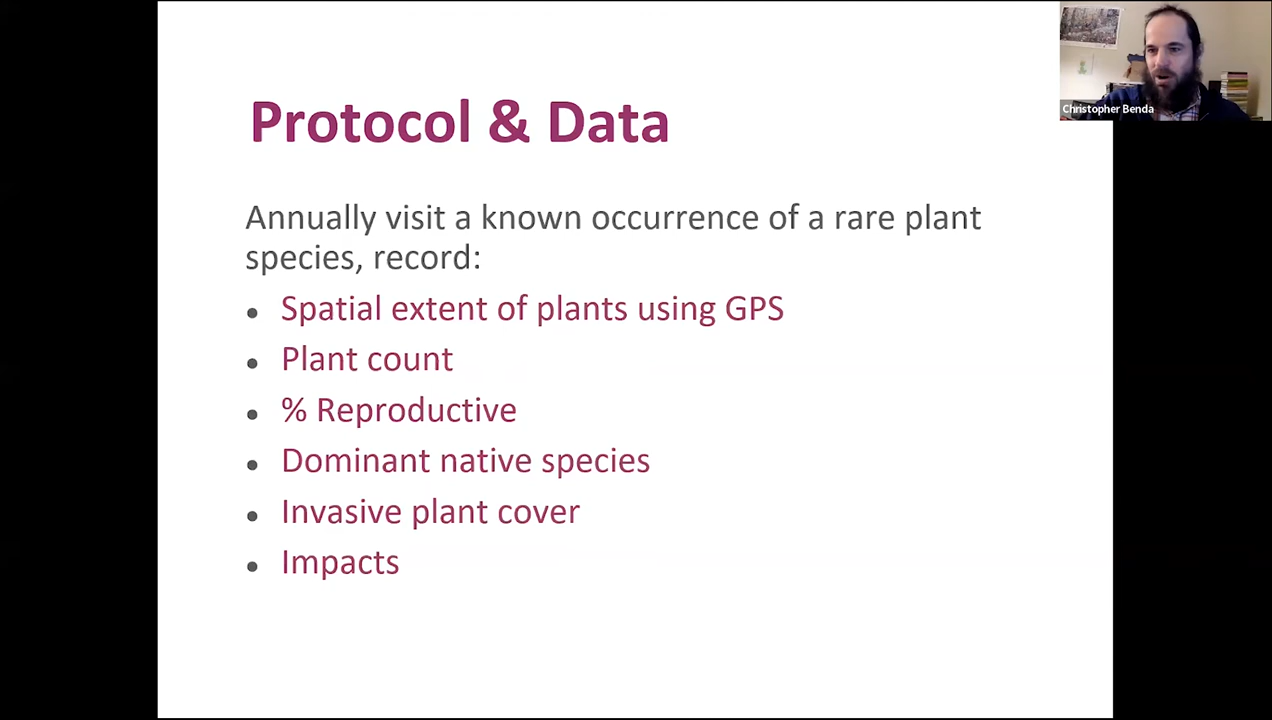 Protocol & Data
Christopher Benda
Annually visit a known occurrence of a rare plant
species, record:
• Spatial extent of plants using GPS
• Plant count
• % Reproductive
• Dominant native species
• Invasive plant cover
• Impacts